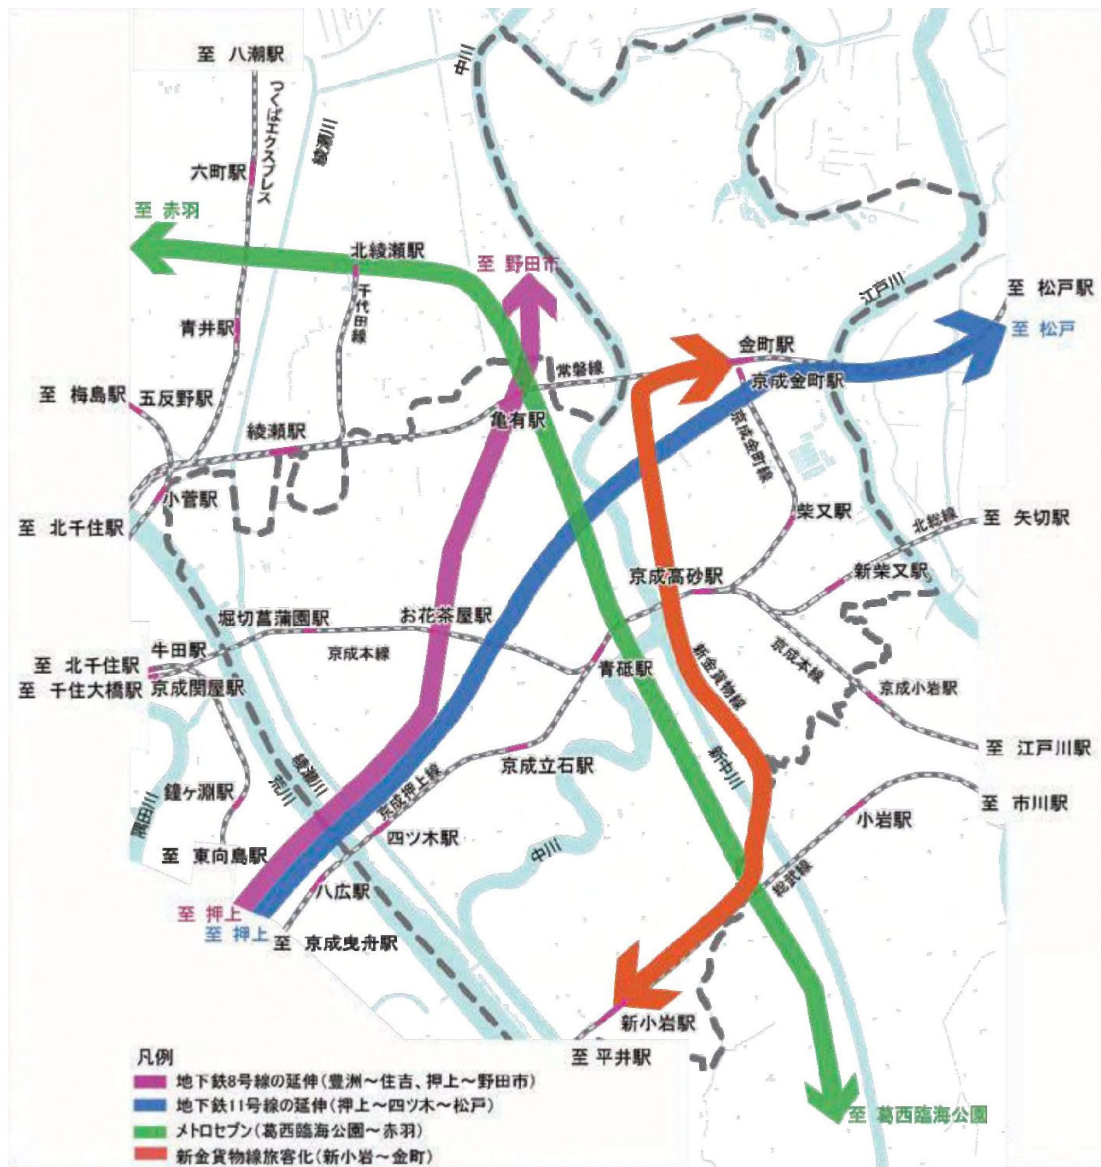 至 八潮駅
つくばエクスプレス
綾瀬川
中川
六町駅
至 赤羽
北綾瀬駅
至 野田市
千代田線
江戸川
至 松戸駅
至 松戸
青井駅
金町駅
常磐線
京成金町駅
至 梅島駅
五反野駅
綾瀬駅
亀有駅
京成金町線
小菅駅
至 北千住駅
柴又駅
北総線
至 矢切駅
新柴又駅
京成高砂駅
堀切菖蒲園駅
お花茶屋駅
牛田駅
京成本線
至 北千住駅
至 千住大橋駅
京成関屋駅
青砥駅
新金貨物線
京成本線
京成小岩駅
京成立石駅
新中川
至 江戸川駅
綾瀬川
荒川
京成押上線
鐘ヶ淵駅
隅田川
至 市川駅
小岩駅
四ツ木駅
中川
至 東向島駅
総武線
八広駅
至 押上
至 押上
至 京成曳舟駅
新小岩駅
至 平井駅
至 葛西臨海公園
凡例
地下鉄8号線の延伸(豊洲～住吉、押上～野田市)
地下鉄11号線の延伸(押上～四ツ木～松戸)
メトロセブン(葛西臨海公園～赤羽)
新金貨物線旅客化(新小岩～金町)